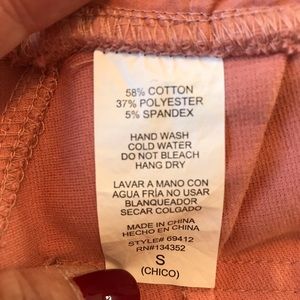 58% COTTON
37% POLYESTER
5% SPANDEX
HAND WASH
COLD WATER
DO NOT BLEACH
HANG DRY
LAVAR A MANO CON
AGUA FRÍA NO USAR
BLANQUEADOR
SECAR COLGADO
MADE IN CHINA
HECHO EN CHINA
STYLE# 69412
RN#134352
S
(CHICO)